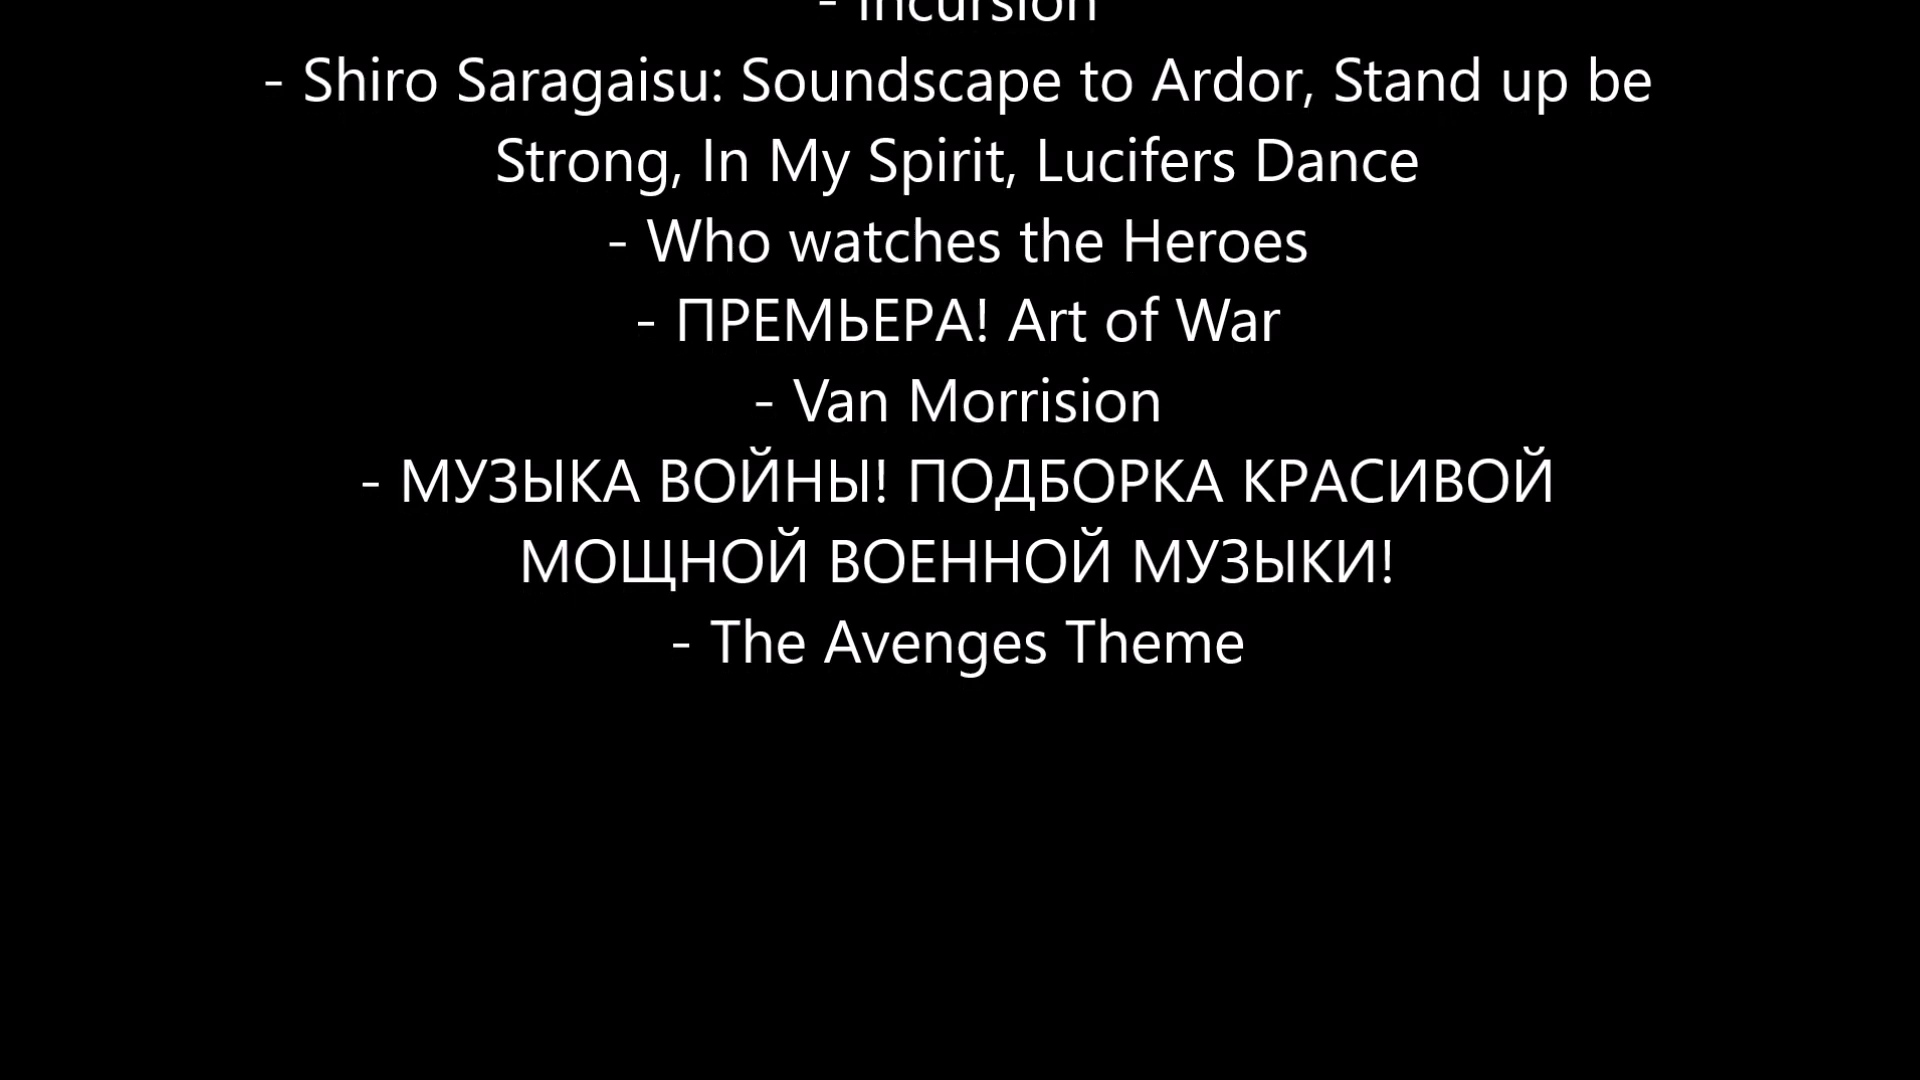 - Incursion
- Shiro Saragaisu: Soundscape to Ardor, Stand up be
Strong, In My Spirit, Lucifers Dance
- Who watches the Heroes
- ПРЕМЬЕРА! Art of War
- Van Morrision
- МУЗЫКА ВОЙНЫ! ПОДБОРКА КРАСИВОЙ
МОЩНОЙ ВОЕННОЙ МУЗЫКИ!
- The Avenges Theme